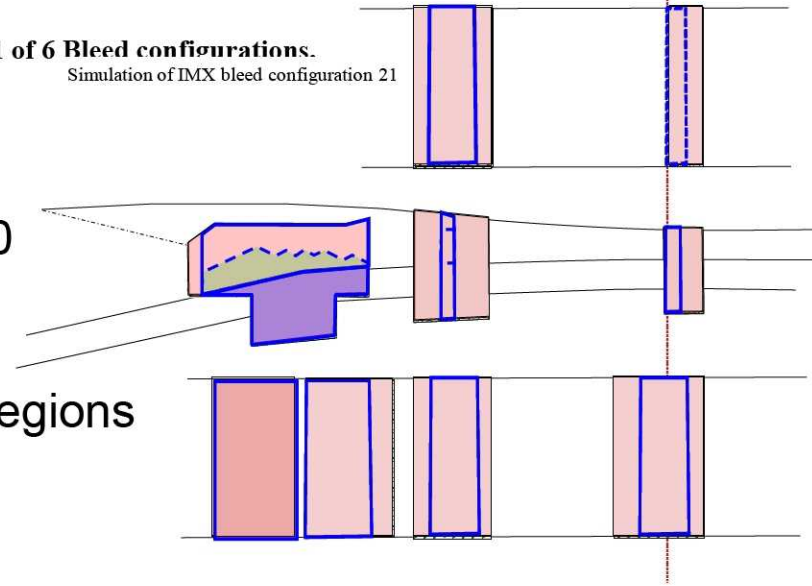 of 6 Bleed configurations.
Simulation of IMX bleed configuration 21
0
egions